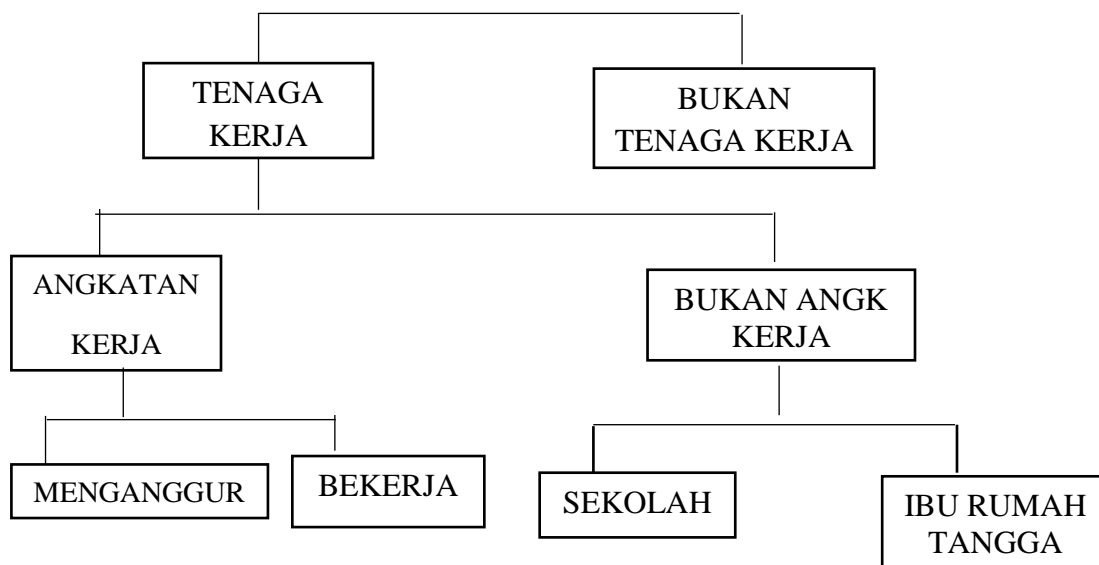 TENAGA
KERJA
BUKAN
TENAGA KERJA
ANGKATAN
KERJA
BUKAN ANGK
KERJA
MENGANGGUR
BEKERJA
SEKOLAH
IBU RUMAH
TANGGA